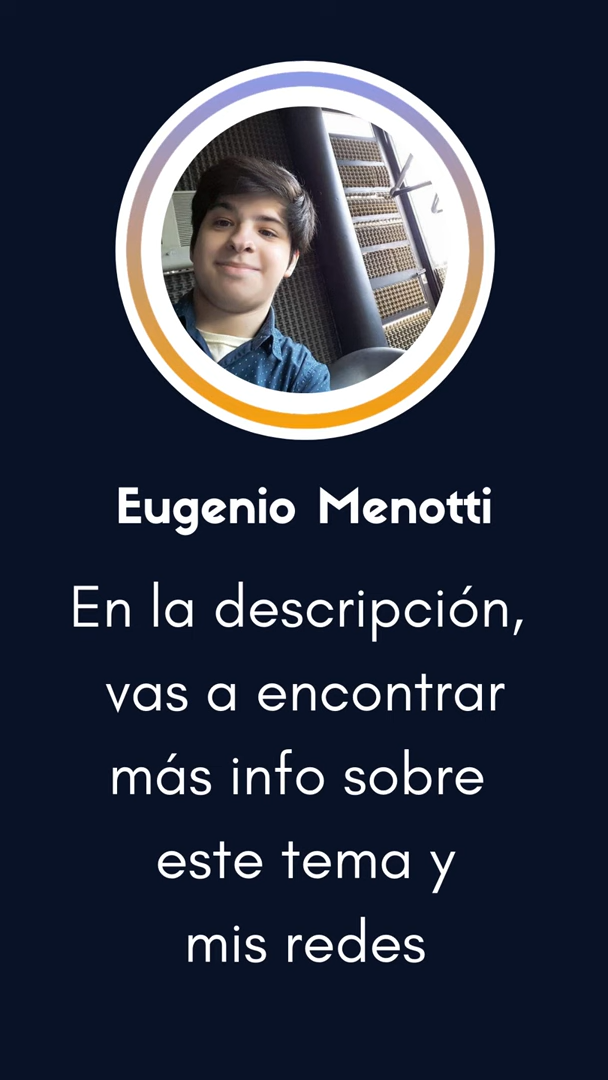 Eugenio Menotti
En la descripción,
vas a encontrar
más info sobre
este tema y
mis redes